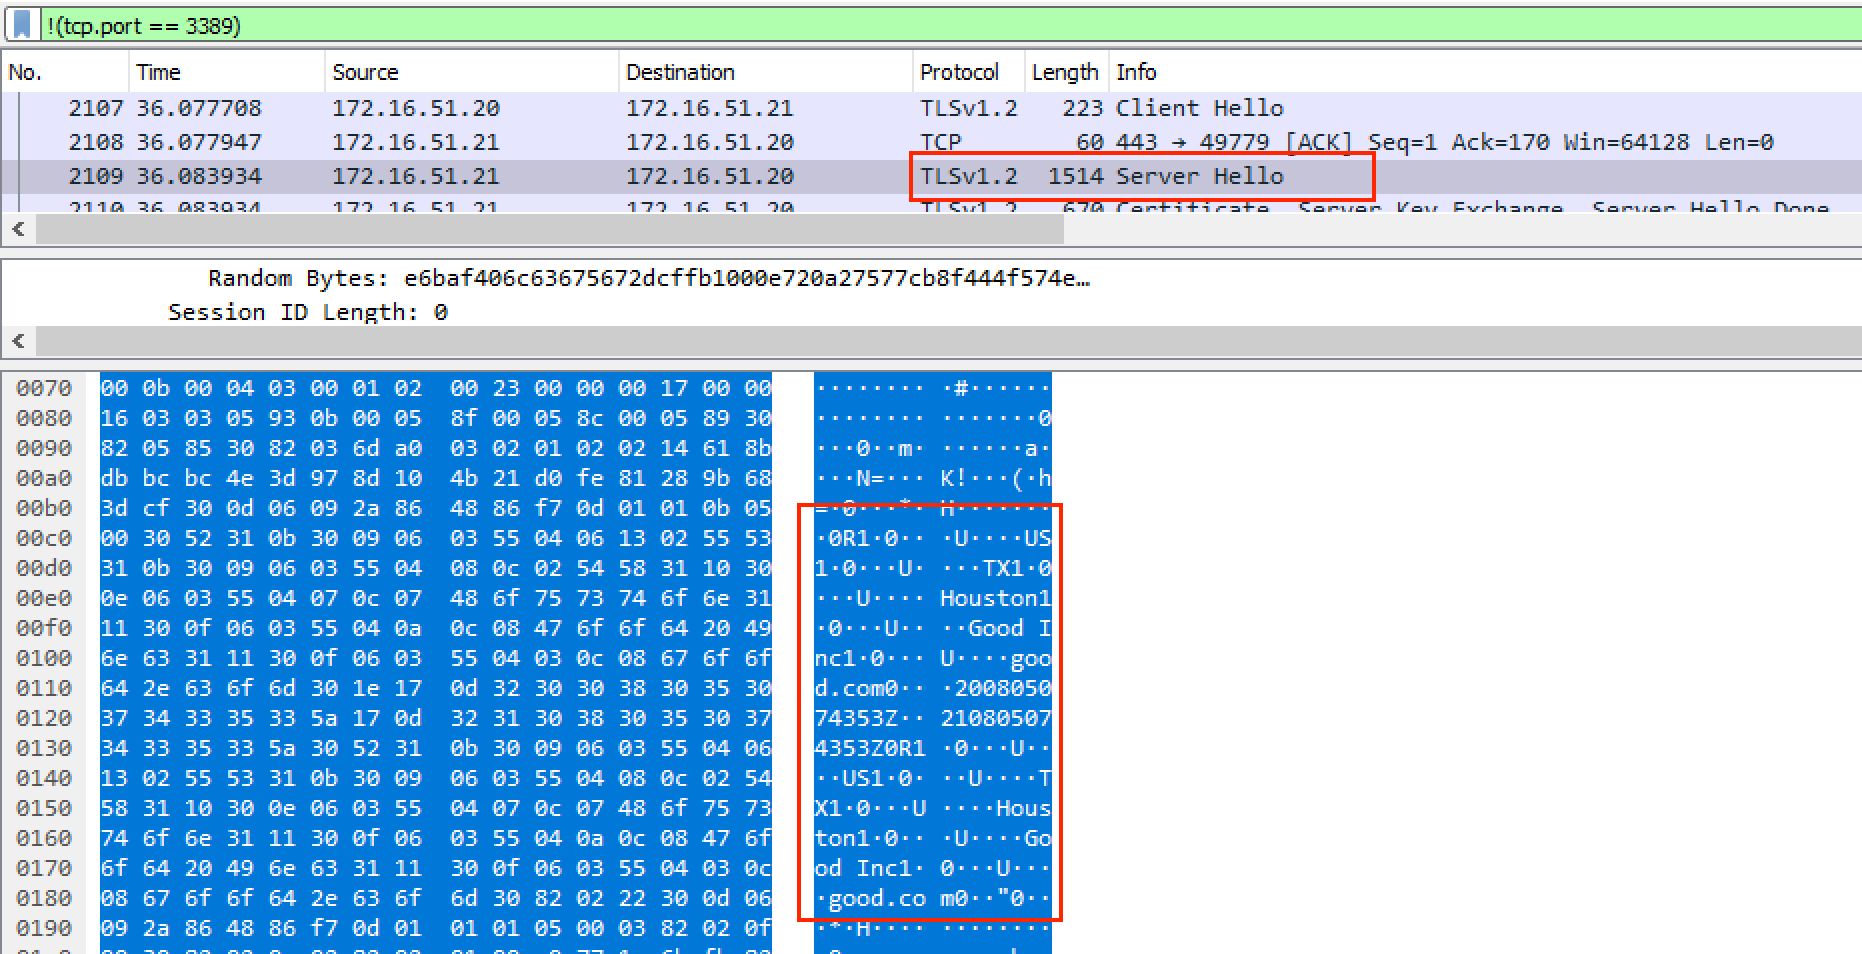 !(tcp.port == 3389)
No. Time Source Destination Protocol Length Info
2107 36.077708 172.16.51.20 172.16.51.21 TLSv1.2 223 Client Hello
2108 36.077947 172.16.51.21 172.16.51.20 TCP 60 443 → 49779 [ACK] Seq=1 Ack=170 Win=64128 Len=0
2109 36.083934 172.16.51.21 172.16.51.20 TLSv1.2 1514 Server Hello
2110 36.083934 172.16.51.21 172.16.51.20 TLSv1.2 670 Certificate, Server Key Exchange, Server Hello Done
Random Bytes: e6baf406c63675672dcffb1000e720a27577cb8f444f574e…
Session ID Length: 0
0070 00 0b 00 04 03 00 01 02 00 23 00 00 00 17 00 00 ········ ·#······
0080 16 03 03 05 93 0b 00 05 8f 00 05 8c 00 05 89 30 ········ ·······0
0090 82 05 85 30 82 03 6d a0 03 02 01 02 02 14 61 8b ···0··m· ······a·
00a0 db bc bc 4e 3d 97 8d 10 4b 21 d0 fe 81 28 9b 68 ···N=··· K!···(·h
00b0 3d cf 30 0d 06 09 2a 86 48 86 f7 0d 01 01 0b 05 =·0···*· H·······
00c0 00 30 52 31 0b 30 09 06 03 55 04 06 13 02 55 53 ·0R1·0·· ·U····US
00d0 31 0b 30 09 06 03 55 04 08 0c 02 54 58 31 10 30 1·0···U· ···TX1·0
00e0 0e 06 03 55 04 07 0c 07 48 6f 75 73 74 6f 6e 31 ···U···· Houston1
00f0 11 30 0f 06 03 55 04 0a 0c 08 47 6f 6f 64 20 49 ·0···U·· ··Good I
0100 6e 63 31 11 30 0f 06 03 55 04 03 0c 08 67 6f 6f nc1·0··· U····goo
0110 64 2e 63 6f 6d 30 1e 17 0d 32 30 30 38 30 35 30 d.com0·· ·2008050
0120 37 34 33 35 33 5a 17 0d 32 31 30 38 30 35 30 37 74353Z·· 21080507
0130 34 33 35 33 5a 30 52 31 0b 30 09 06 03 55 04 06 4353Z0R1 ·0···U··
0140 13 02 55 53 31 0b 30 09 06 03 55 04 08 0c 02 54 ··US1·0· ··U····T
0150 58 31 10 30 0e 06 03 55 04 07 0c 07 48 6f 75 73 X1·0···U ····Hous
0160 74 6f 6e 31 11 30 0f 06 03 55 04 0a 0c 08 47 6f ton1·0·· ·U····Go
0170 6f 64 20 49 6e 63 31 11 30 0f 06 03 55 04 03 0c od Inc1· 0···U···
0180 08 67 6f 6f 64 2e 63 6f 6d 30 82 02 22 30 0d 06 ·good.co m0··"0··
0190 09 2a 86 48 86 f7 0d 01 01 01 05 00 03 82 02 0f ·*·H···· ········